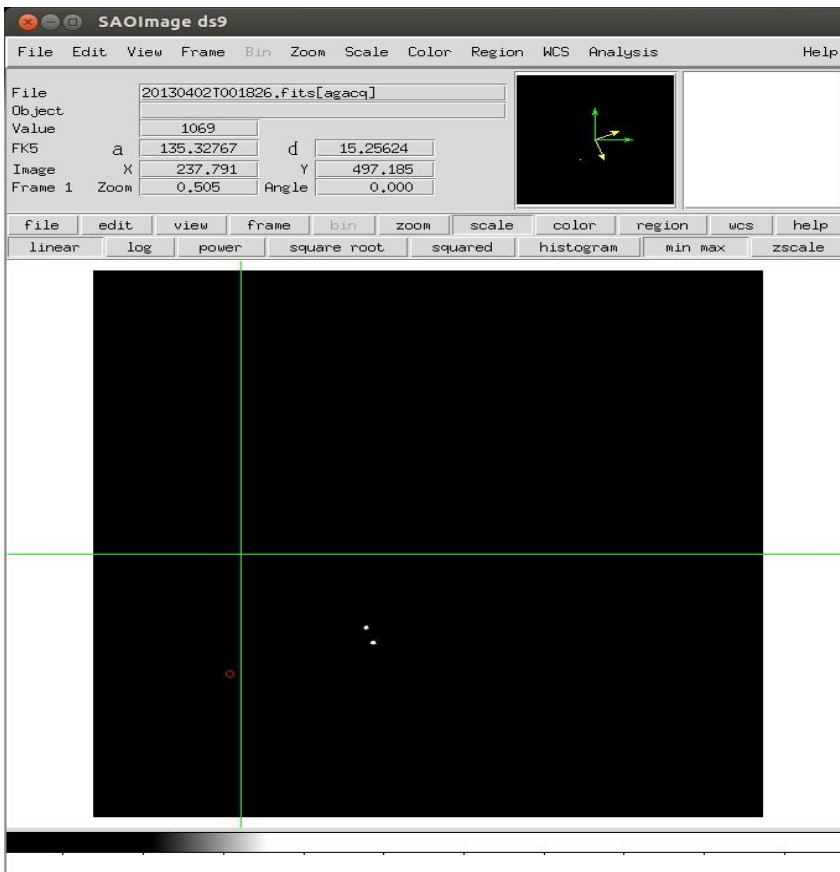 SAOImage ds9
File Edit View Frame Bin Zoom Scale Color Region WCS Analysis Help
File 20130402T001826.fits[agacq]
Object
Value 1069
FK5 a 135.32767 d 15.25624
Image X 237.791 Y 497.185
Frame 1 Zoom 0.505 Angle 0.000
file edit view frame bin zoom scale color region wcs help
linear log power square root squared histogram min max zscale